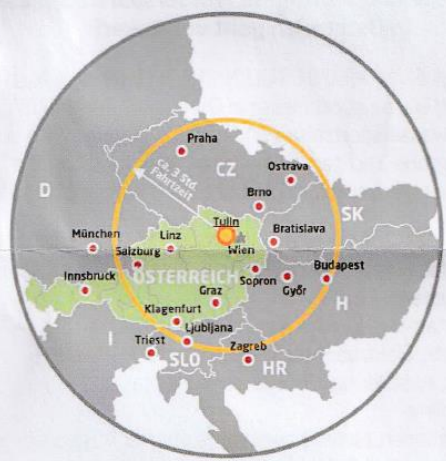 Praha
CZ
ca. 3 Std.
Fahrtzeit
Ostrava
D
Brno
SK
Tulln
München
Linz
Bratislava
Salzburg
Wien
ÖSTERREICH
Budapest
Innsbruck
Sopron
Győr
Graz
H
Klagenfurt
I
Ljubljana
Triest
SLO
Zagreb
HR